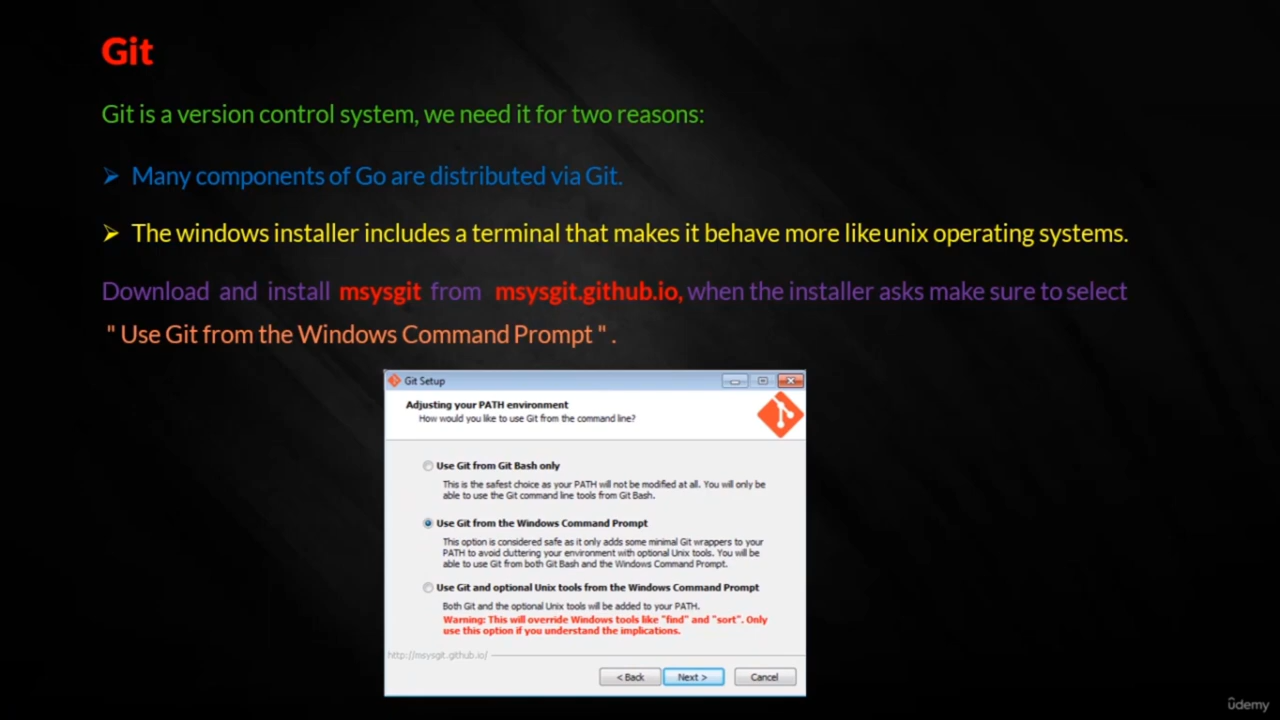 Git
Git is a version control system, we need it for two reasons:
➢ Many components of Go are distributed via Git.
➢ The windows installer includes a terminal that makes it behave more like unix operating systems.
Download and install msysgit from msysgit.github.io, when the installer asks make sure to select
" Use Git from the Windows Command Prompt " .
Git Setup
Adjusting your PATH environment
How would you like to use Git from the command line?
Use Git from Git Bash only
This is the safest choice as your PATH will not be modified at all. You will only be
able to use the Git command line tools from Git Bash.
Use Git from the Windows Command Prompt
This option is considered safe as it only adds some minimal Git wrappers to your
PATH to avoid cluttering your environment with optional Unix tools. You will be
able to use Git from both Git Bash and the Windows Command Prompt.
Use Git and optional Unix tools from the Windows Command Prompt
Both Git and the optional Unix tools will be added to your PATH.
Warning: This will override Windows tools like "find" and "sort". Only
use this option if you understand the implications.
http://msysgit.github.io/
< Back Next > Cancel
ûdemy